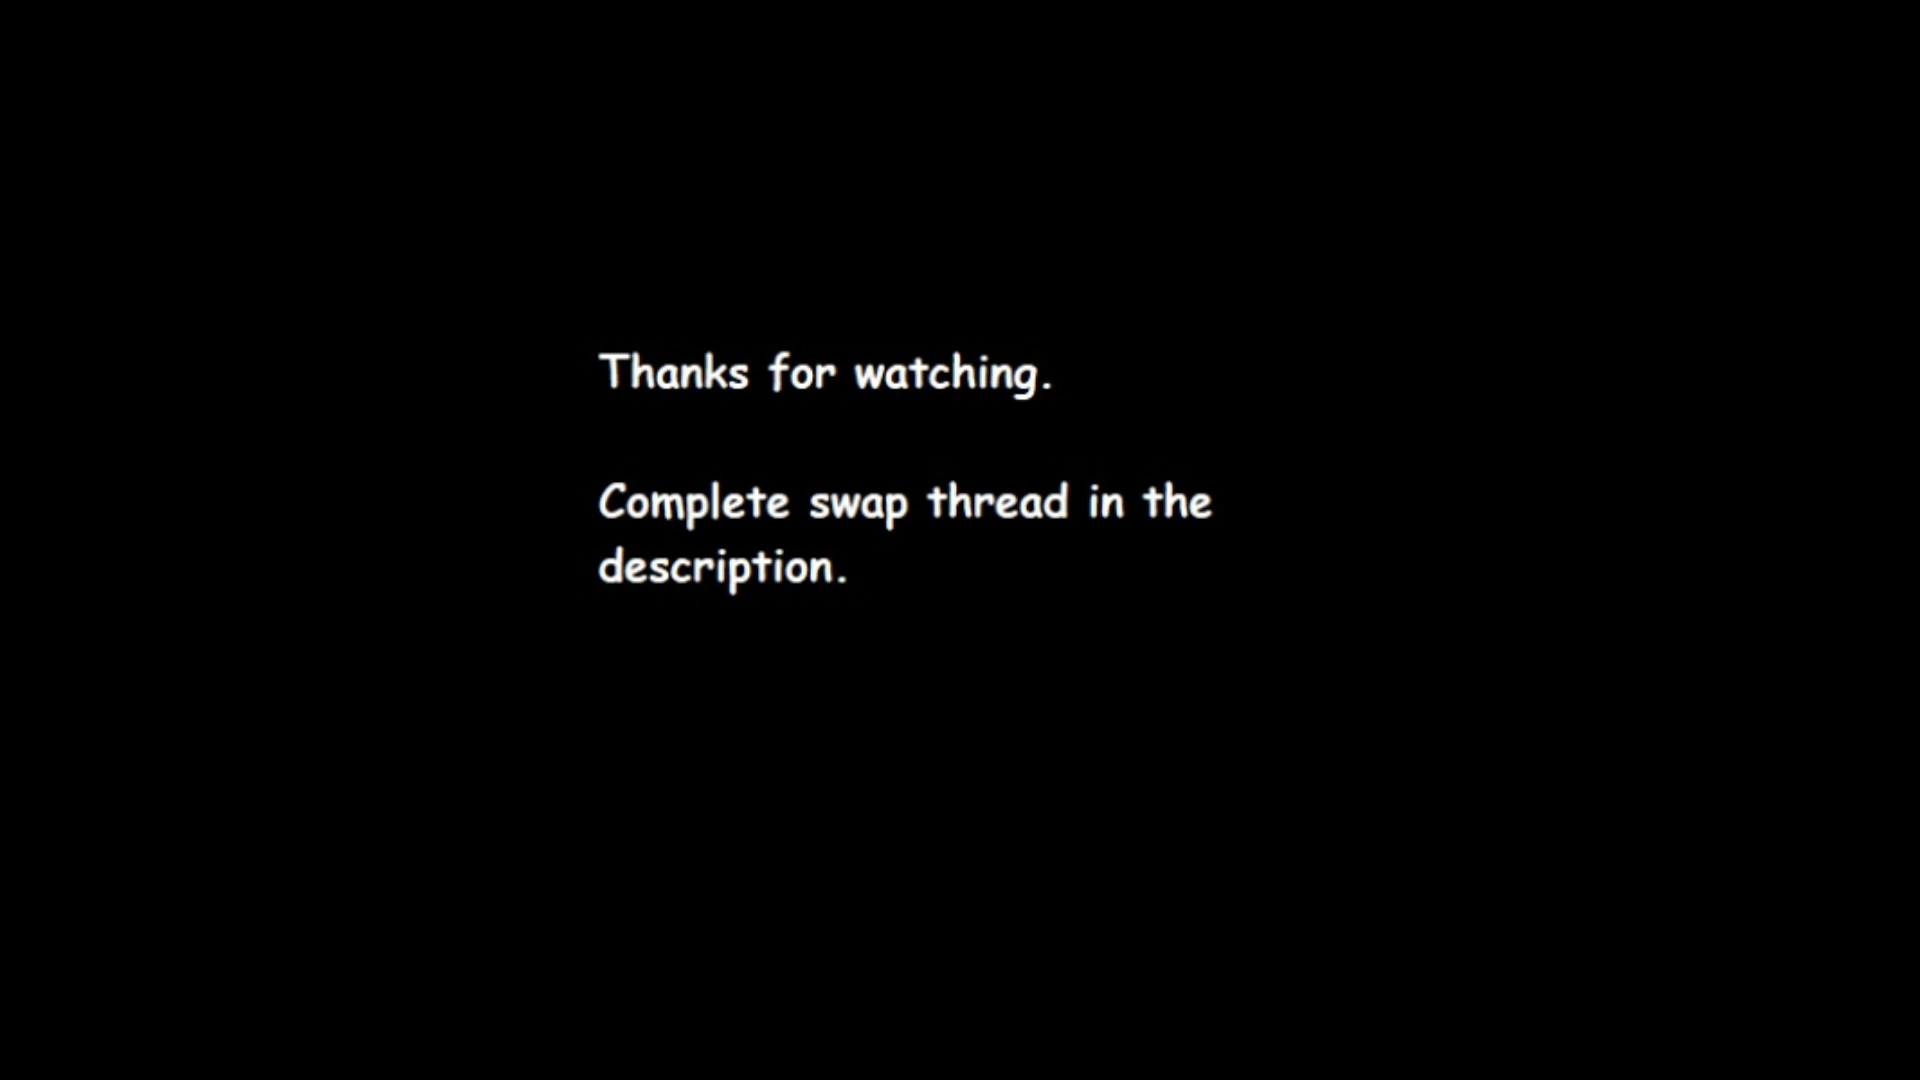 Thanks for watching.
Complete swap thread in the
description.